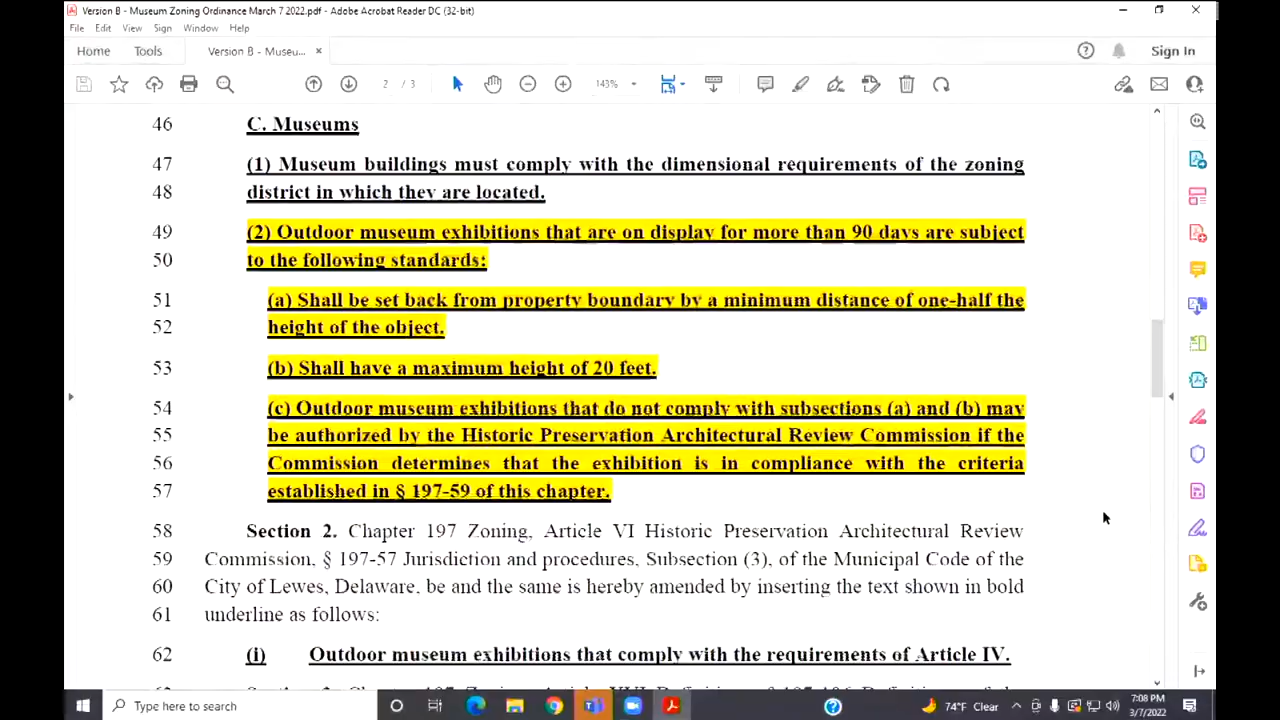 Version B - Museum Zoning Ordinance March 7 2022.pdf - Adobe Acrobat Reader DC (32-bit)
File Edit View Sign Window Help
Home Tools Version B - Museu... × Sign In
2 / 3 143%
46 C. Museums
47 (1) Museum buildings must comply with the dimensional requirements of the zoning
48 district in which they are located.
49 (2) Outdoor museum exhibitions that are on display for more than 90 days are subject
50 to the following standards:
51 (a) Shall be set back from property boundary by a minimum distance of one-half the
52 height of the object.
53 (b) Shall have a maximum height of 20 feet.
54 (c) Outdoor museum exhibitions that do not comply with subsections (a) and (b) may
55 be authorized by the Historic Preservation Architectural Review Commission if the
56 Commission determines that the exhibition is in compliance with the criteria
57 established in § 197-59 of this chapter.
58 Section 2. Chapter 197 Zoning, Article VI Historic Preservation Architectural Review
59 Commission, § 197-57 Jurisdiction and procedures, Subsection (3), of the Municipal Code of the
60 City of Lewes, Delaware, be and the same is hereby amended by inserting the text shown in bold
61 underline as follows:
62 (i) Outdoor museum exhibitions that comply with the requirements of Article IV.
Type here to search
74°F Clear
7:08 PM
3/7/2022